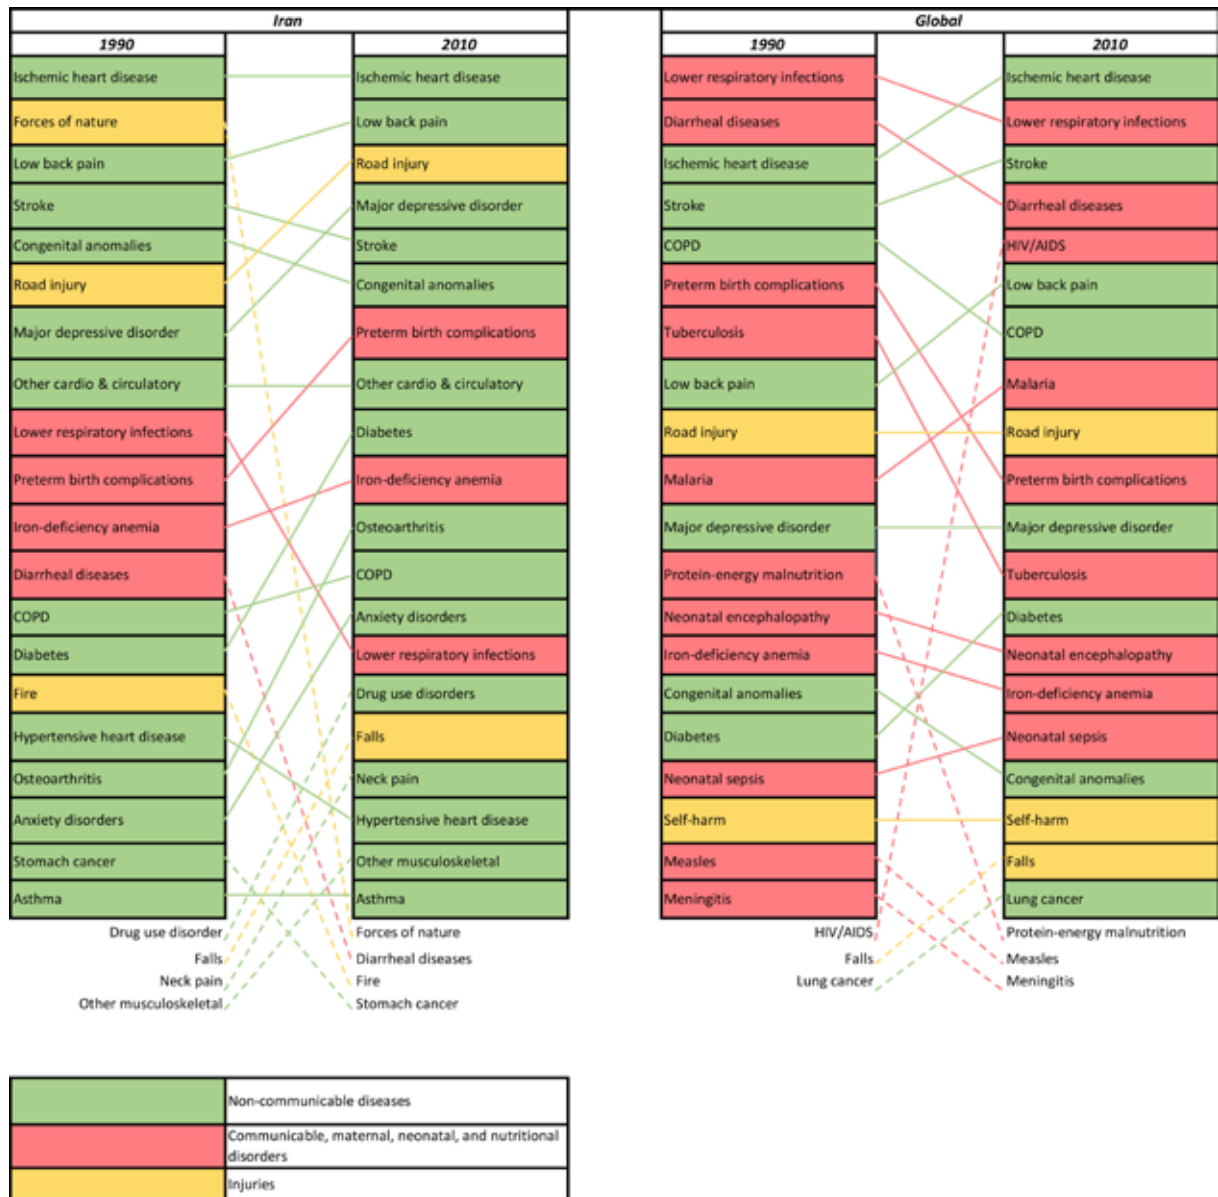 Iran
1990
2010
Ischemic heart disease
Ischemic heart disease
Forces of nature
Low back pain
Low back pain
Road injury
Stroke
Major depressive disorder
Congenital anomalies
Stroke
Road injury
Congenital anomalies
Major depressive disorder
Preterm birth complications
Other cardio & circulatory
Other cardio & circulatory
Lower respiratory infections
Diabetes
Preterm birth complications
Iron-deficiency anemia
Iron-deficiency anemia
Osteoarthritis
Diarrheal diseases
COPD
COPD
Anxiety disorders
Diabetes
Lower respiratory infections
Fire
Drug use disorders
Hypertensive heart disease
Falls
Osteoarthritis
Neck pain
Anxiety disorders
Hypertensive heart disease
Stomach cancer
Other musculoskeletal
Asthma
Asthma
Drug use disorder
Forces of nature
Falls
Diarrheal diseases
Neck pain
Fire
Other musculoskeletal
Stomach cancer
Global
1990
2010
Lower respiratory infections
Ischemic heart disease
Diarrheal diseases
Lower respiratory infections
Ischemic heart disease
Stroke
Stroke
Diarrheal diseases
COPD
HIV/AIDS
Preterm birth complications
Low back pain
Tuberculosis
COPD
Low back pain
Malaria
Road injury
Road injury
Malaria
Preterm birth complications
Major depressive disorder
Major depressive disorder
Protein-energy malnutrition
Tuberculosis
Neonatal encephalopathy
Diabetes
Iron-deficiency anemia
Neonatal encephalopathy
Congenital anomalies
Iron-deficiency anemia
Diabetes
Neonatal sepsis
Neonatal sepsis
Congenital anomalies
Self-harm
Self-harm
Measles
Falls
Meningitis
Lung cancer
HIV/AIDS
Protein-energy malnutrition
Falls
Measles
Lung cancer
Meningitis
Non-communicable diseases
Communicable, maternal, neonatal, and nutritional
disorders
Injuries